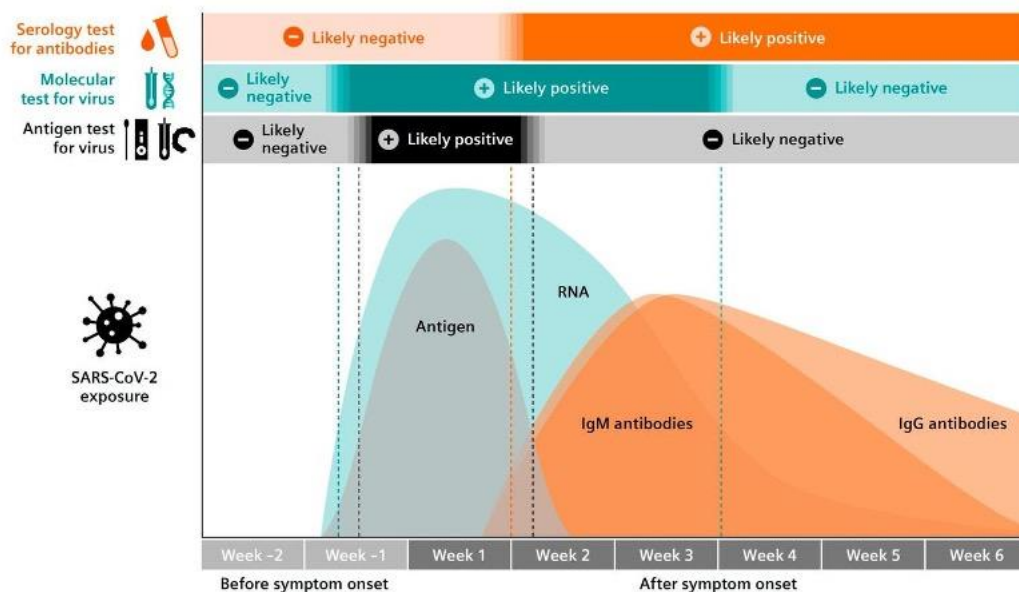 Serology test
for antibodies
Likely negative
Likely positive
Molecular
test for virus
Likely
negative
Likely positive
Likely negative
Antigen test
for virus
Likely
negative
Likely positive
Likely negative
RNA
Antigen
SARS-CoV-2
exposure
IgM antibodies
IgG antibodies
Week -2
Week -1
Week 1
Week 2
Week 3
Week 4
Week 5
Week 6
Before symptom onset
After symptom onset